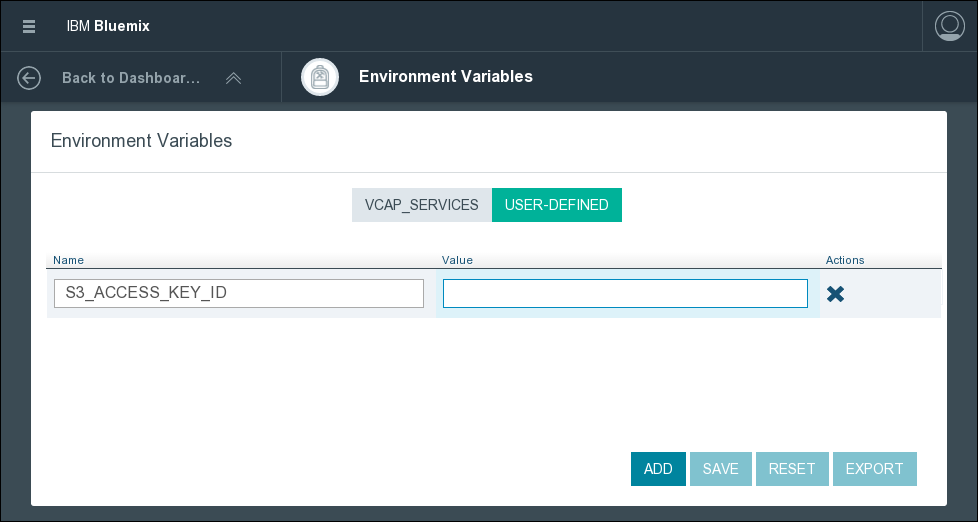 IBM Bluemix
Back to Dashboar...
Environment Variables
Environment Variables
VCAP_SERVICES USER-DEFINED
Name Value Actions
S3_ACCESS_KEY_ID
ADD SAVE RESET EXPORT